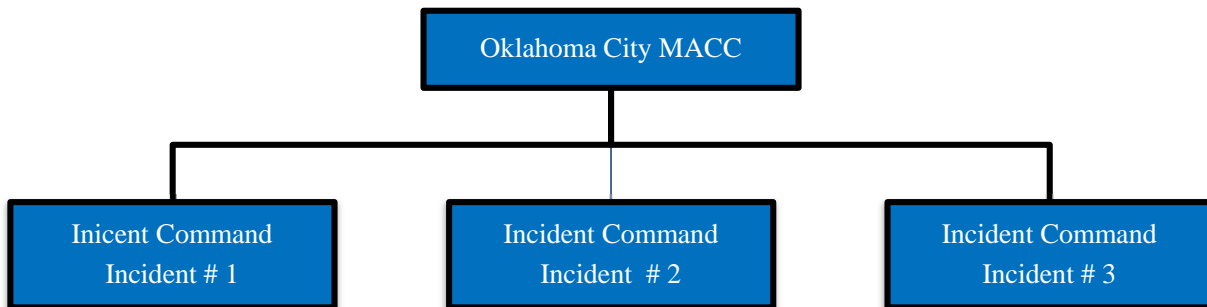 Oklahoma City MACC
Inicent Command
Incident # 1
Incident Command
Incident # 2
Incident Command
Incident # 3